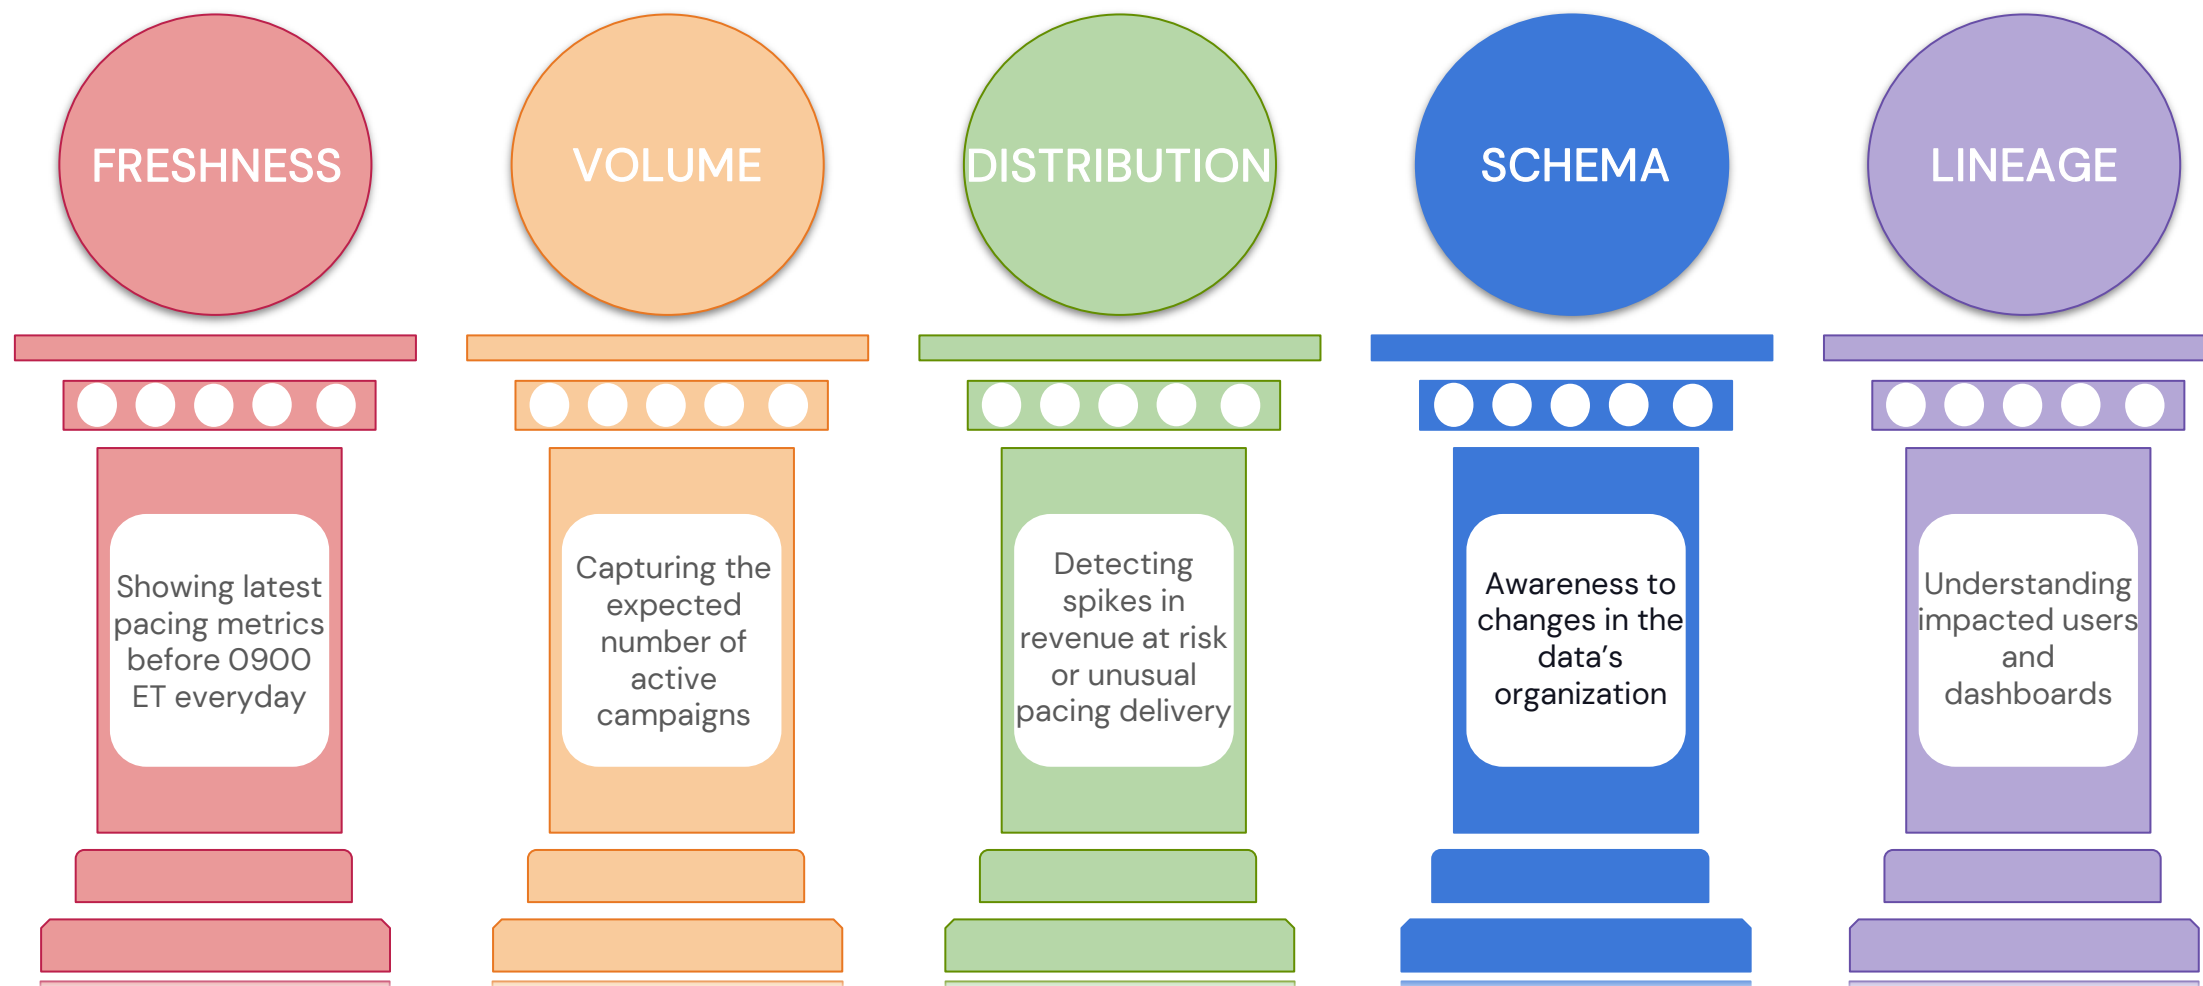 FRESHNESS
VOLUME
DISTRIBUTION
SCHEMA
LINEAGE
Showing latest
pacing metrics
before 0900
ET everyday
Capturing the
expected
number of
active
campaigns
Detecting
spikes in
revenue at risk
or unusual
pacing delivery
Awareness to
changes in the
data’s
organization
Understanding
impacted users
and
dashboards